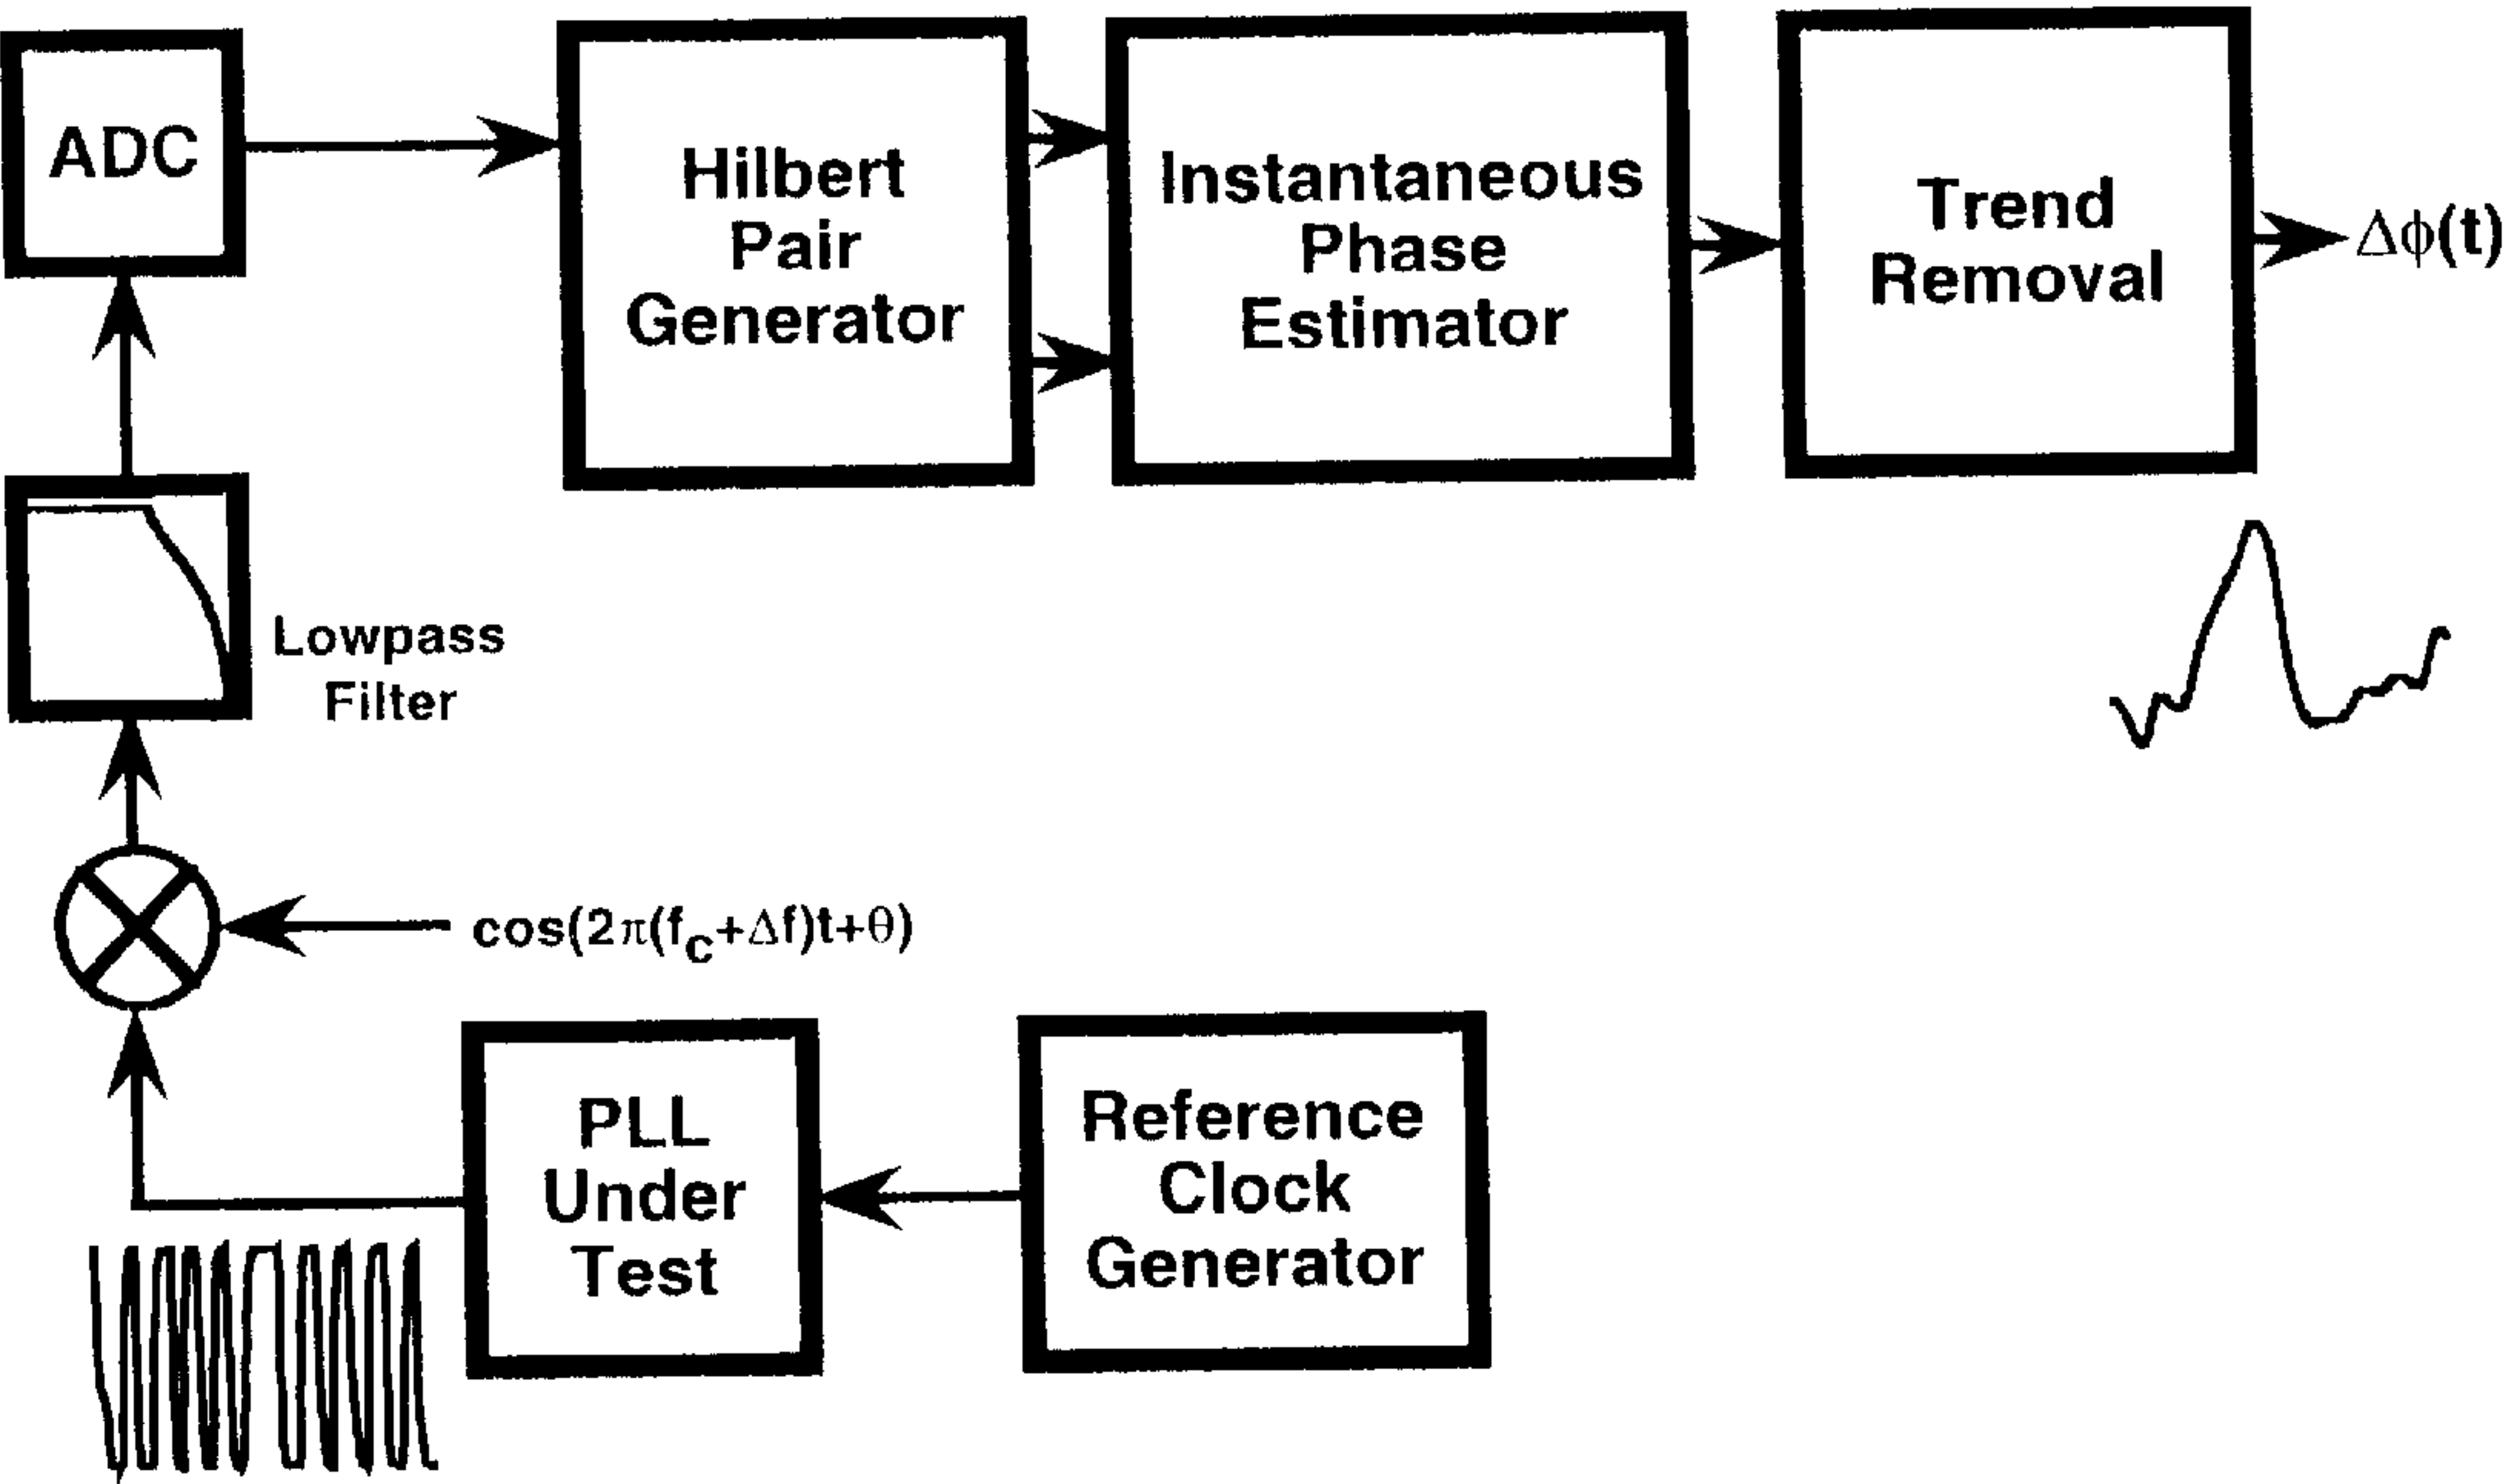 ADC
Hilbert
Pair
Generator
Instantaneous
Phase
Estimator
Trend
Removal
Δϕ(t)
Lowpass
Filter
cos(2π(fc+Δf)t+θ)
PLL
Under
Test
Reference
Clock
Generator